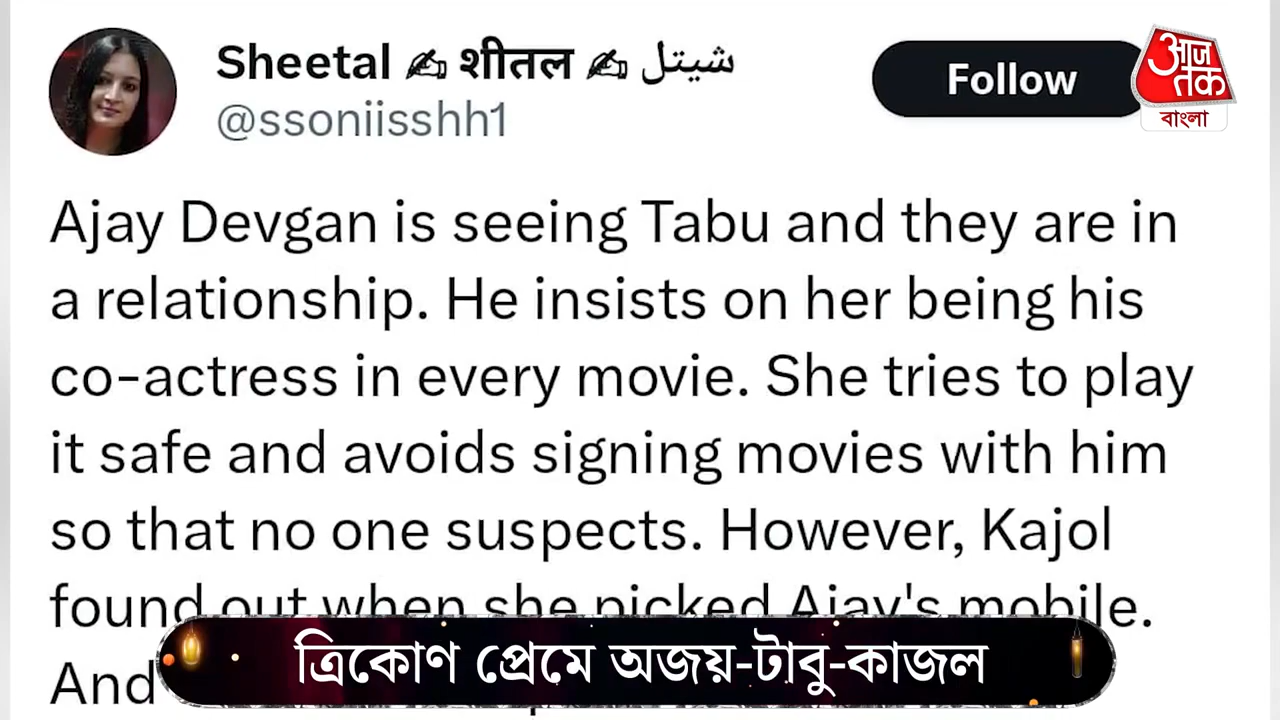 Sheetal ✍ शीतल ✍ شیتل
@ssoniisshh1
Follow
आज
तक
বাংলা
Ajay Devgan is seeing Tabu and they are in
a relationship. He insists on her being his
co-actress in every movie. She tries to play
it safe and avoids signing movies with him
so that no one suspects. However, Kajol
found out when she picked Ajay's mobile.
And
ত্রিকোণ প্রেমে অজয়-টাবু-কাজল